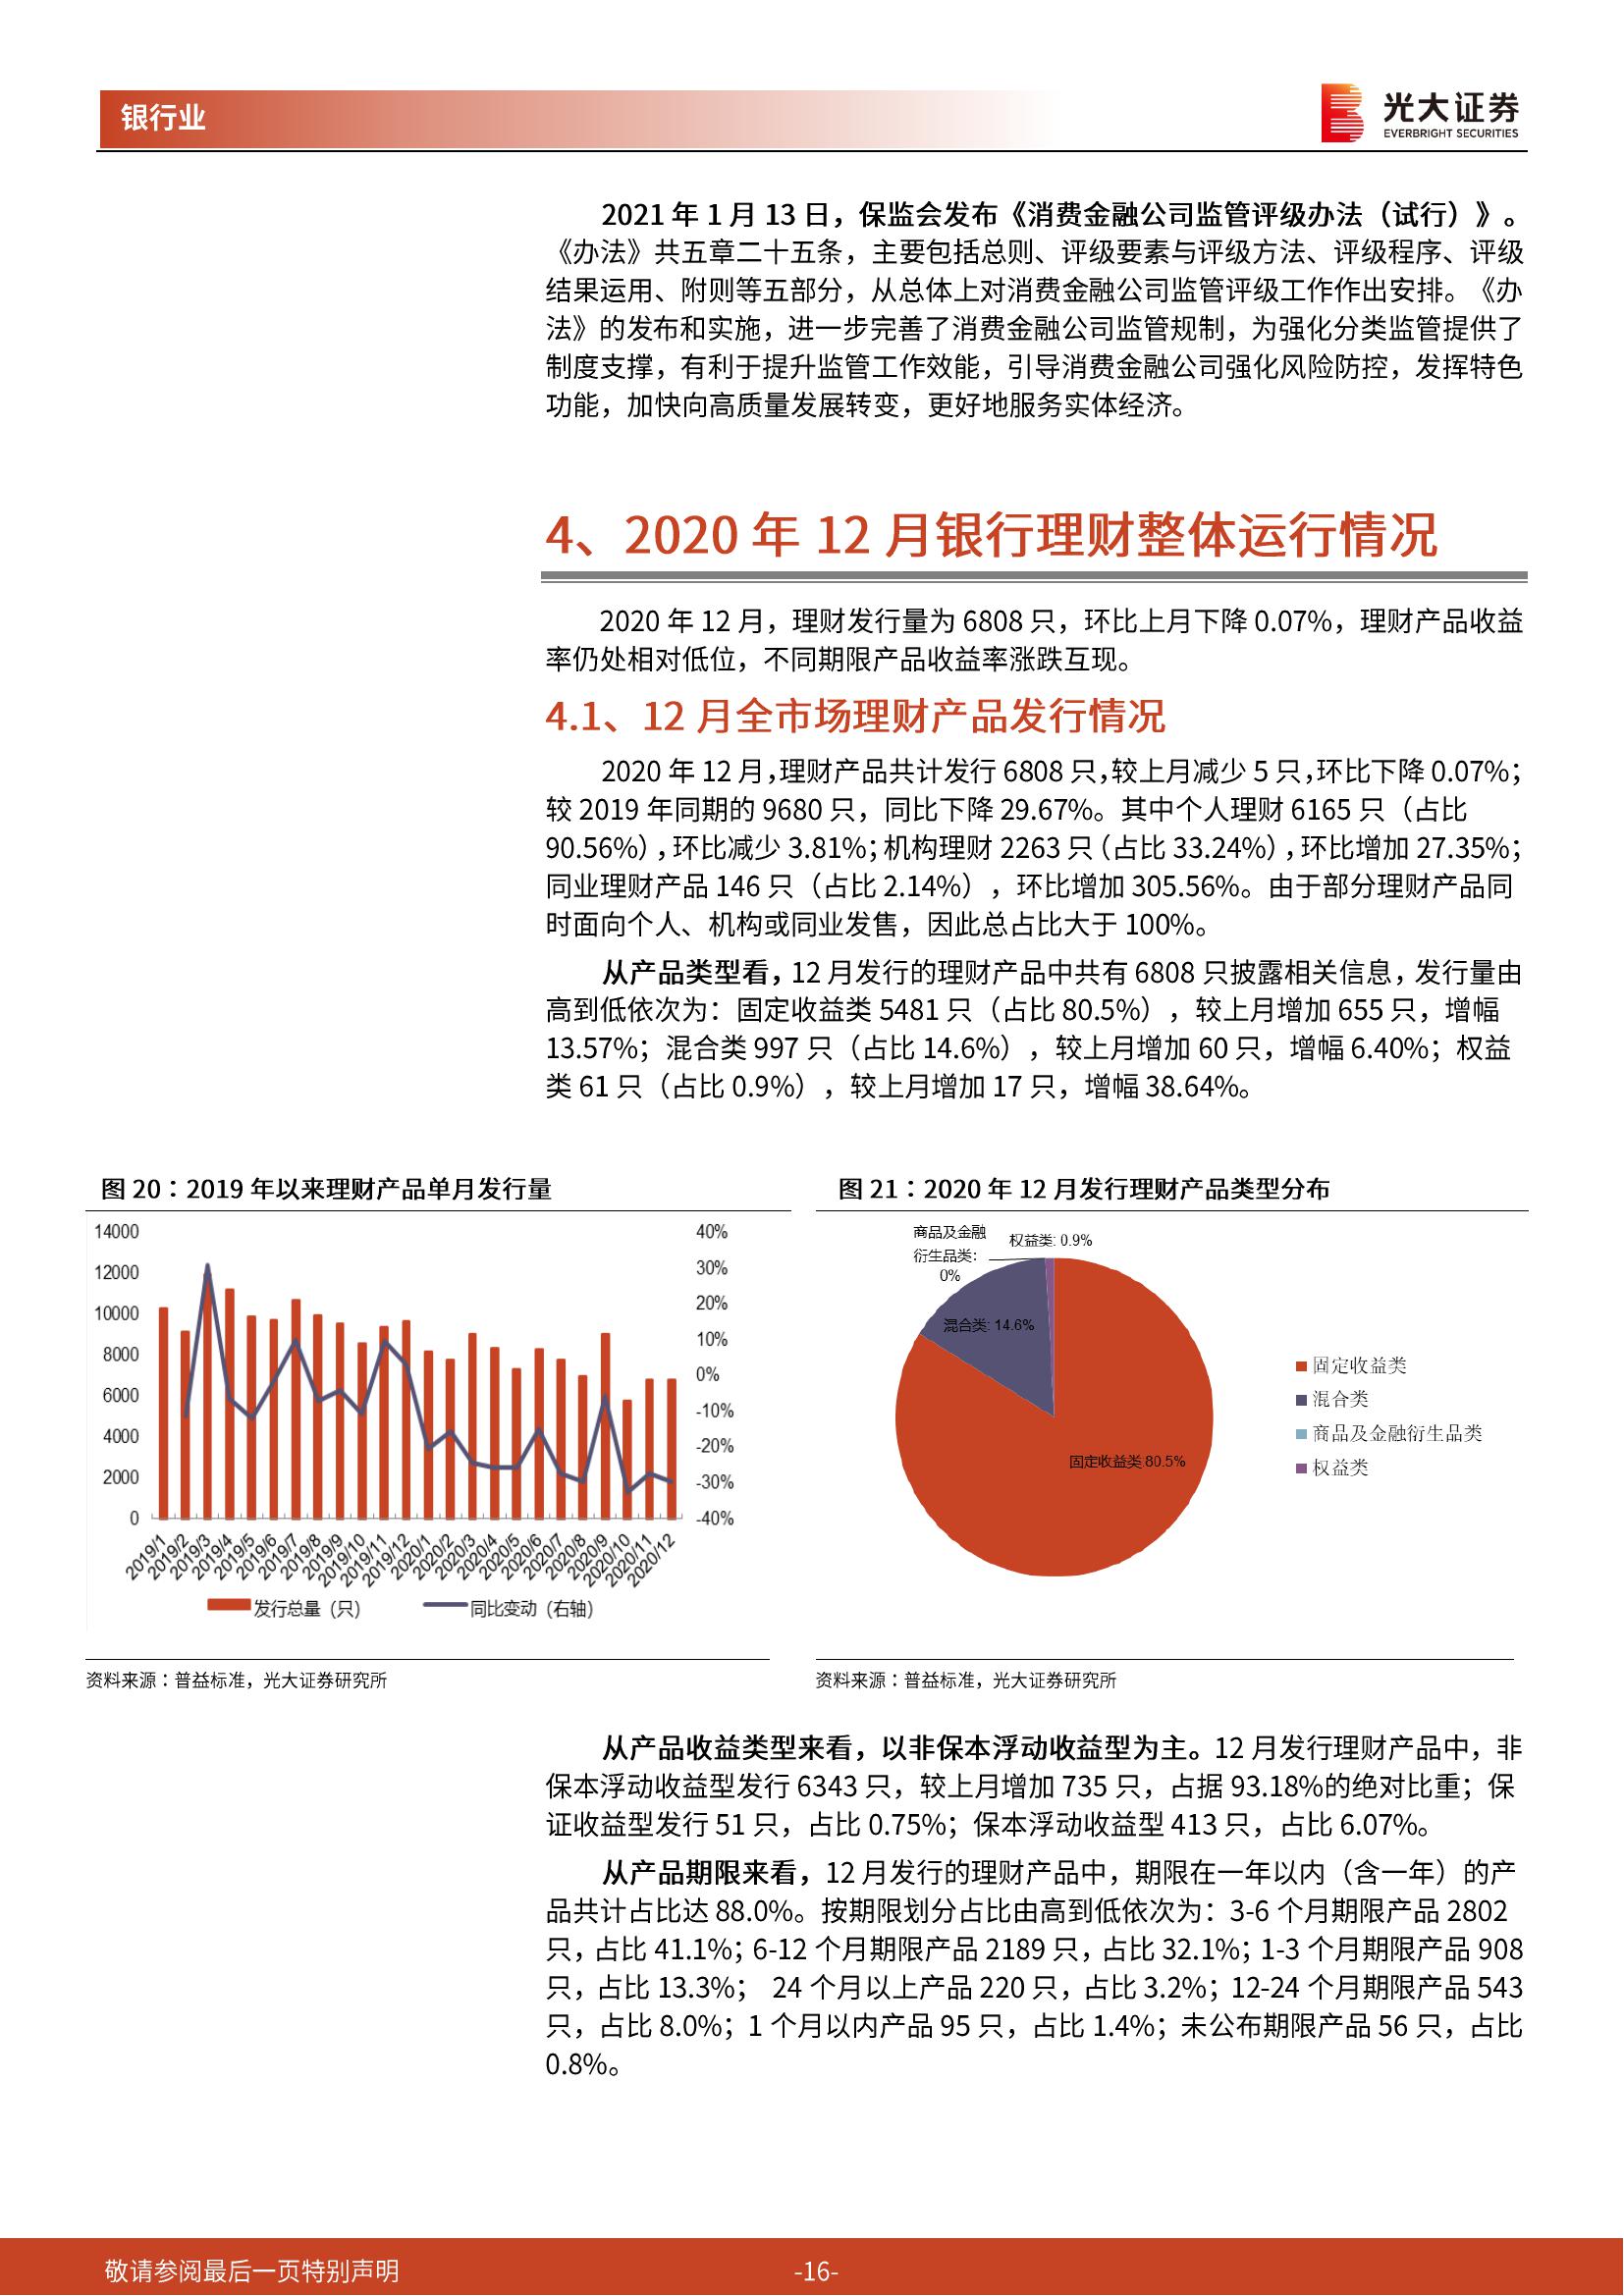 银行业
光大证券
EVERBRIGHT SECURITIES
2021 年 1 月 13 日，保监会发布《消费金融公司监管评级办法（试行）》。
《办法》共五章二十五条，主要包括总则、评级要素与评级方法、评级程序、评级
结果运用、附则等五部分，从总体上对消费金融公司监管评级工作作出安排。《办
法》的发布和实施，进一步完善了消费金融公司监管规制，为强化分类监管提供了
制度支撑，有利于提升监管工作效能，引导消费金融公司强化风险防控，发挥特色
功能，加快向高质量发展转变，更好地服务实体经济。
4、2020 年 12 月银行理财整体运行情况
2020 年 12 月，理财发行量为 6808 只，环比上月下降 0.07%，理财产品收益
率仍处相对低位，不同期限产品收益率涨跌互现。
4.1、12 月全市场理财产品发行情况
2020 年 12 月，理财产品共计发行 6808 只，较上月减少 5 只，环比下降 0.07%；
较 2019 年同期的 9680 只，同比下降 29.67%。其中个人理财 6165 只（占比
90.56%），环比减少 3.81%；机构理财 2263 只（占比 33.24%），环比增加 27.35%；
同业理财产品 146 只（占比 2.14%），环比增加 305.56%。由于部分理财产品同
时面向个人、机构或同业发售，因此总占比大于 100%。
从产品类型看，12 月发行的理财产品中共有 6808 只披露相关信息，发行量由
高到低依次为：固定收益类 5481 只（占比 80.5%），较上月增加 655 只，增幅
13.57%；混合类 997 只（占比 14.6%），较上月增加 60 只，增幅 6.40%；权益
类 61 只（占比 0.9%），较上月增加 17 只，增幅 38.64%。
图 20：2019 年以来理财产品单月发行量
14000
12000
10000
8000
6000
4000
2000
0
40%
30%
20%
10%
0%
-10%
-20%
-30%
-40%
2019/1
2019/2
2019/3
2019/4
2019/5
2019/6
2019/7
2019/8
2019/9
2019/10
2019/11
2019/12
2020/1
2020/2
2020/3
2020/4
2020/5
2020/6
2020/7
2020/8
2020/9
2020/10
2020/11
2020/12
发行总量（只）
同比变动（右轴）
资料来源：普益标准，光大证券研究所
图 21：2020 年 12 月发行理财产品类型分布
商品及金融
衍生品类：
0%
权益类: 0.9%
混合类: 14.6%
固定收益类 80.5%
固定收益类
混合类
商品及金融衍生品类
权益类
资料来源：普益标准，光大证券研究所
从产品收益类型来看，以非保本浮动收益型为主。12 月发行理财产品中，非
保本浮动收益型发行 6343 只，较上月增加 735 只，占据 93.18%的绝对比重；保
证收益型发行 51 只，占比 0.75%；保本浮动收益型 413 只，占比 6.07%。
从产品期限来看，12 月发行的理财产品中，期限在一年以内（含一年）的产
品共计占比达 88.0%。按期限划分占比由高到低依次为：3-6 个月期限产品 2802
只，占比 41.1%；6-12 个月期限产品 2189 只，占比 32.1%；1-3 个月期限产品 908
只，占比 13.3%； 24 个月以上产品 220 只，占比 3.2%；12-24 个月期限产品 543
只，占比 8.0%；1 个月以内产品 95 只，占比 1.4%；未公布期限产品 56 只，占比
0.8%。
敬请参阅最后一页特别声明
-16-